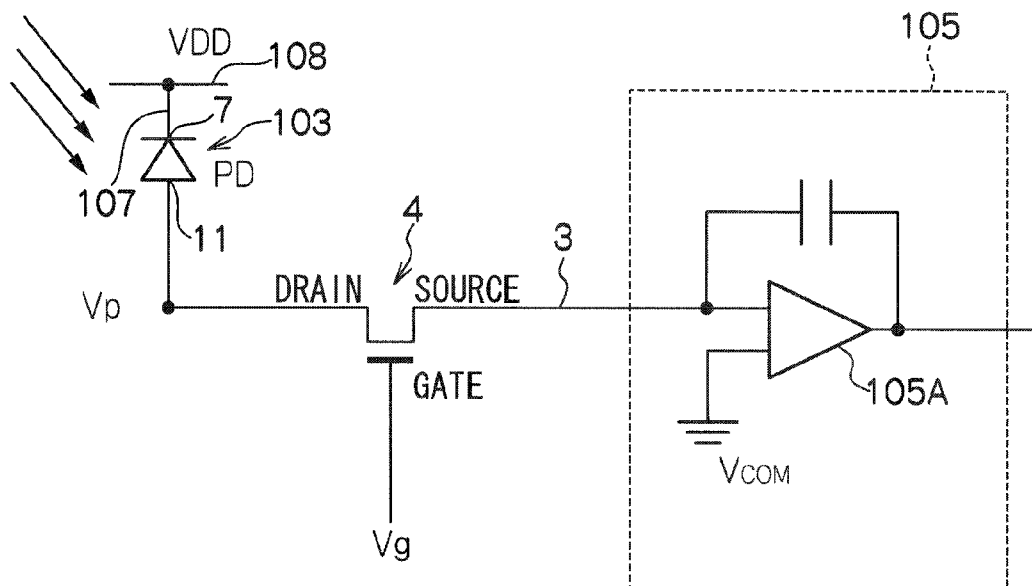 105
VDD
108
7
103
PD
107
11
4
3
DRAIN
SOURCE
Vp
GATE
105A
VCOM
Vg